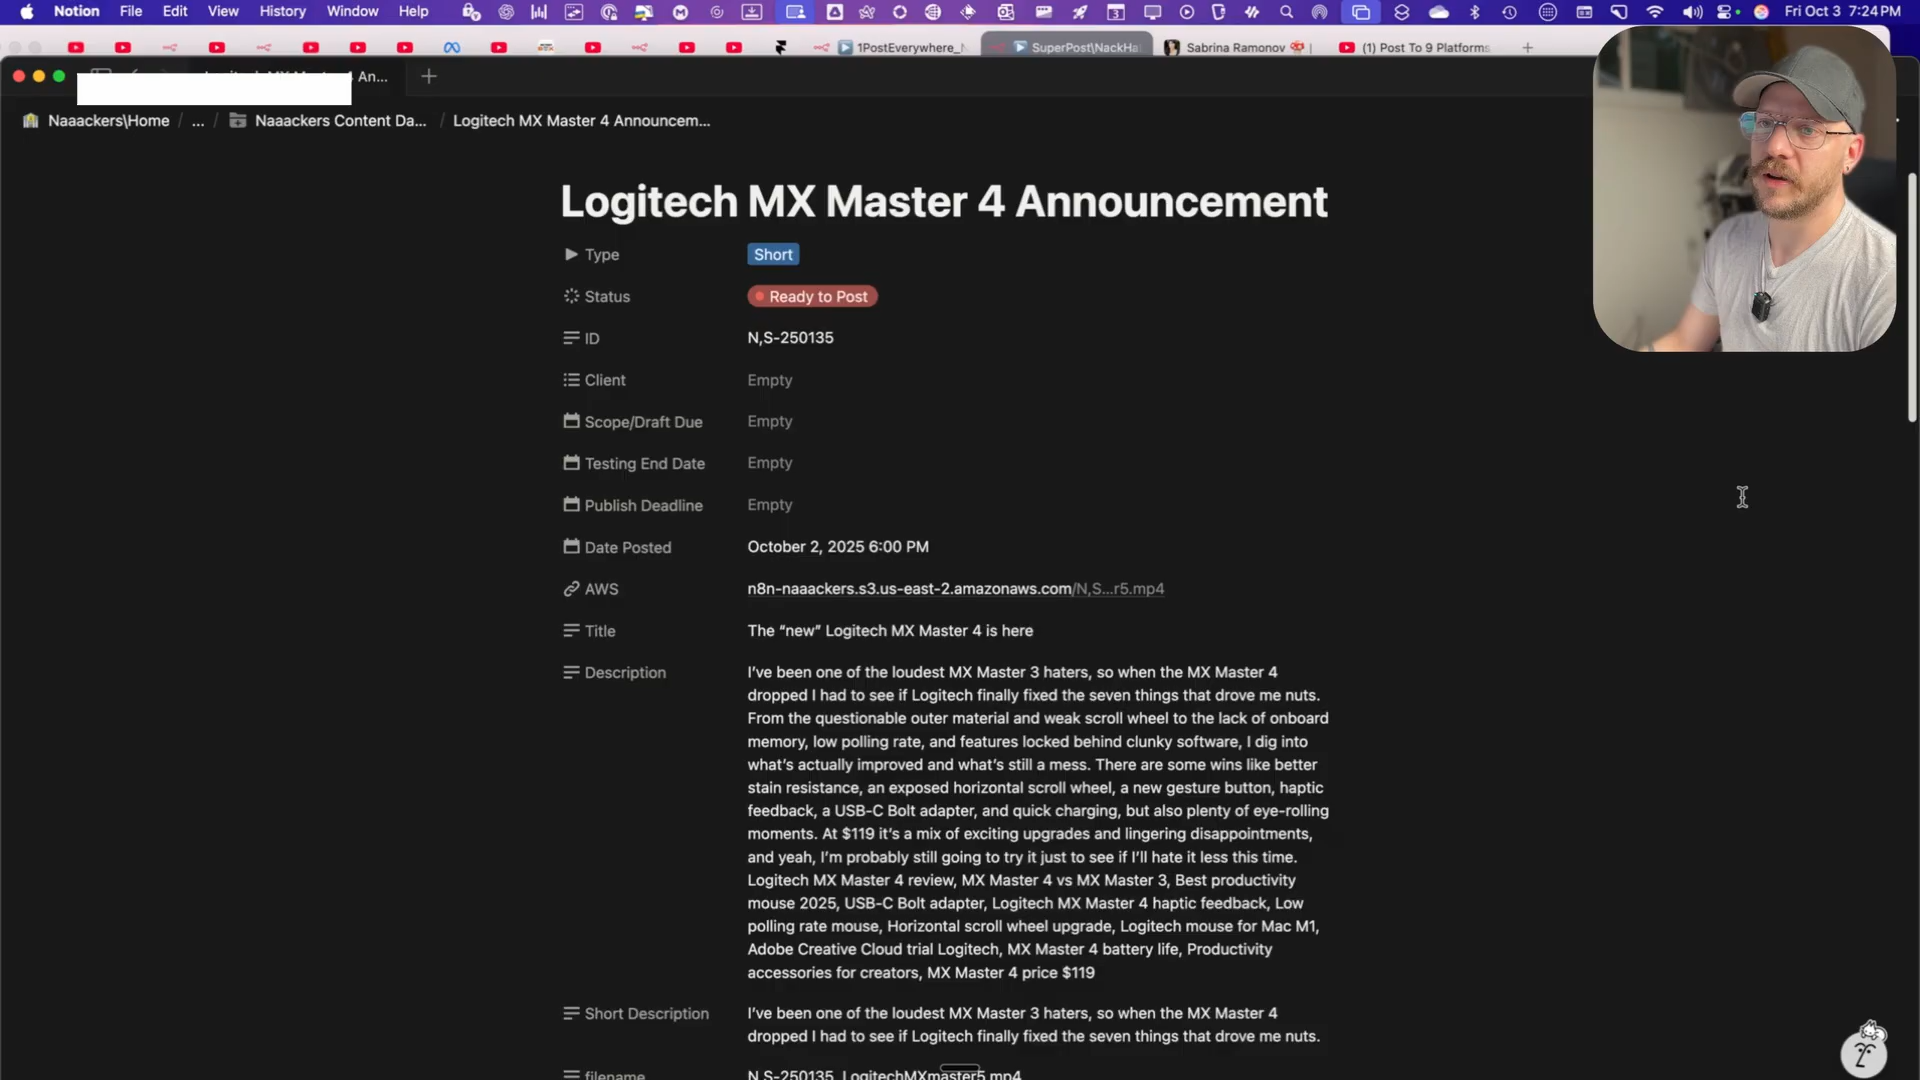 Notion File Edit View History Window Help Fri Oct 3 7:24 PM
1PostEverywhere_ SuperPost\NackHa Sabrina Ramonov (1) Post To 9 Platforms
An...
Naaackers\Home / ... / Naaackers Content Da... / Logitech MX Master 4 Announcem...
Logitech MX Master 4 Announcement
Type Short
Status Ready to Post
ID N,S-250135
Client Empty
Scope/Draft Due Empty
Testing End Date Empty
Publish Deadline Empty
Date Posted October 2, 2025 6:00 PM
AWS n8n-naaackers.s3.us-east-2.amazonaws.com/N,S...r5.mp4
Title The “new” Logitech MX Master 4 is here
Description I’ve been one of the loudest MX Master 3 haters, so when the MX Master 4
dropped I had to see if Logitech finally fixed the seven things that drove me nuts.
From the questionable outer material and weak scroll wheel to the lack of onboard
memory, low polling rate, and features locked behind clunky software, I dig into
what’s actually improved and what’s still a mess. There are some wins like better
stain resistance, an exposed horizontal scroll wheel, a new gesture button, haptic
feedback, a USB-C Bolt adapter, and quick charging, but also plenty of eye-rolling
moments. At $119 it’s a mix of exciting upgrades and lingering disappointments,
and yeah, I’m probably still going to try it just to see if I’ll hate it less this time.
Logitech MX Master 4 review, MX Master 4 vs MX Master 3, Best productivity
mouse 2025, USB-C Bolt adapter, Logitech MX Master 4 haptic feedback, Low
polling rate mouse, Horizontal scroll wheel upgrade, Logitech mouse for Mac M1,
Adobe Creative Cloud trial Logitech, MX Master 4 battery life, Productivity
accessories for creators, MX Master 4 price $119
Short Description I’ve been one of the loudest MX Master 3 haters, so when the MX Master 4
dropped I had to see if Logitech finally fixed the seven things that drove me nuts.
filename N,S-250135_LogitechMXmaster5.mp4